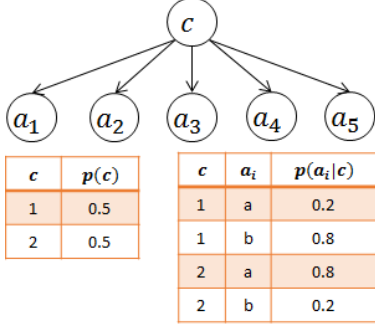 c
a₁ a₂ a₃ a₄ a₅
c p(c)
1 0.5
2 0.5
c aᵢ p(aᵢ|c)
1 a 0.2
1 b 0.8
2 a 0.8
2 b 0.2